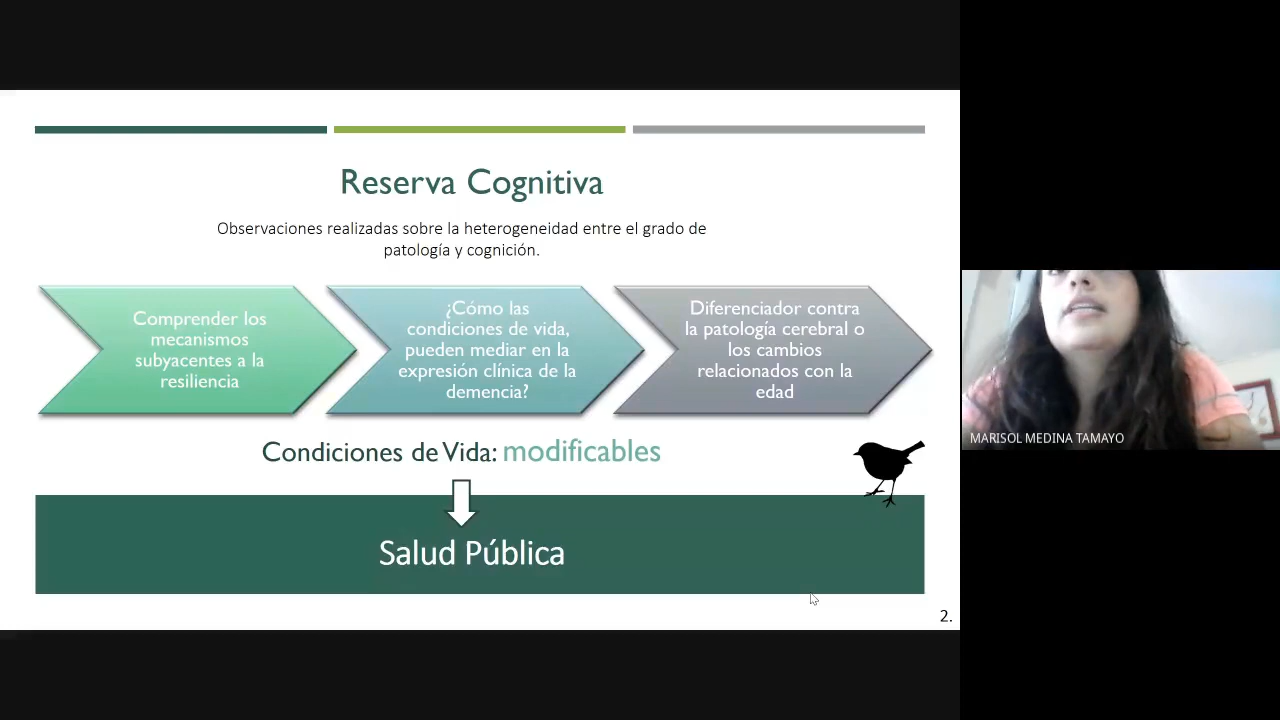 Reserva Cognitiva
Observaciones realizadas sobre la heterogeneidad entre el grado de
patología y cognición.
Comprender los
mecanismos
subyacentes a la
resiliencia
¿Cómo las
condiciones de vida,
pueden mediar en la
expresión clínica de la
demencia?
Diferenciador contra
la patología cerebral o
los cambios
relacionados con la
edad
Condiciones de Vida: modificables
Salud Pública
2.
MARISOL MEDINA TAMAYO